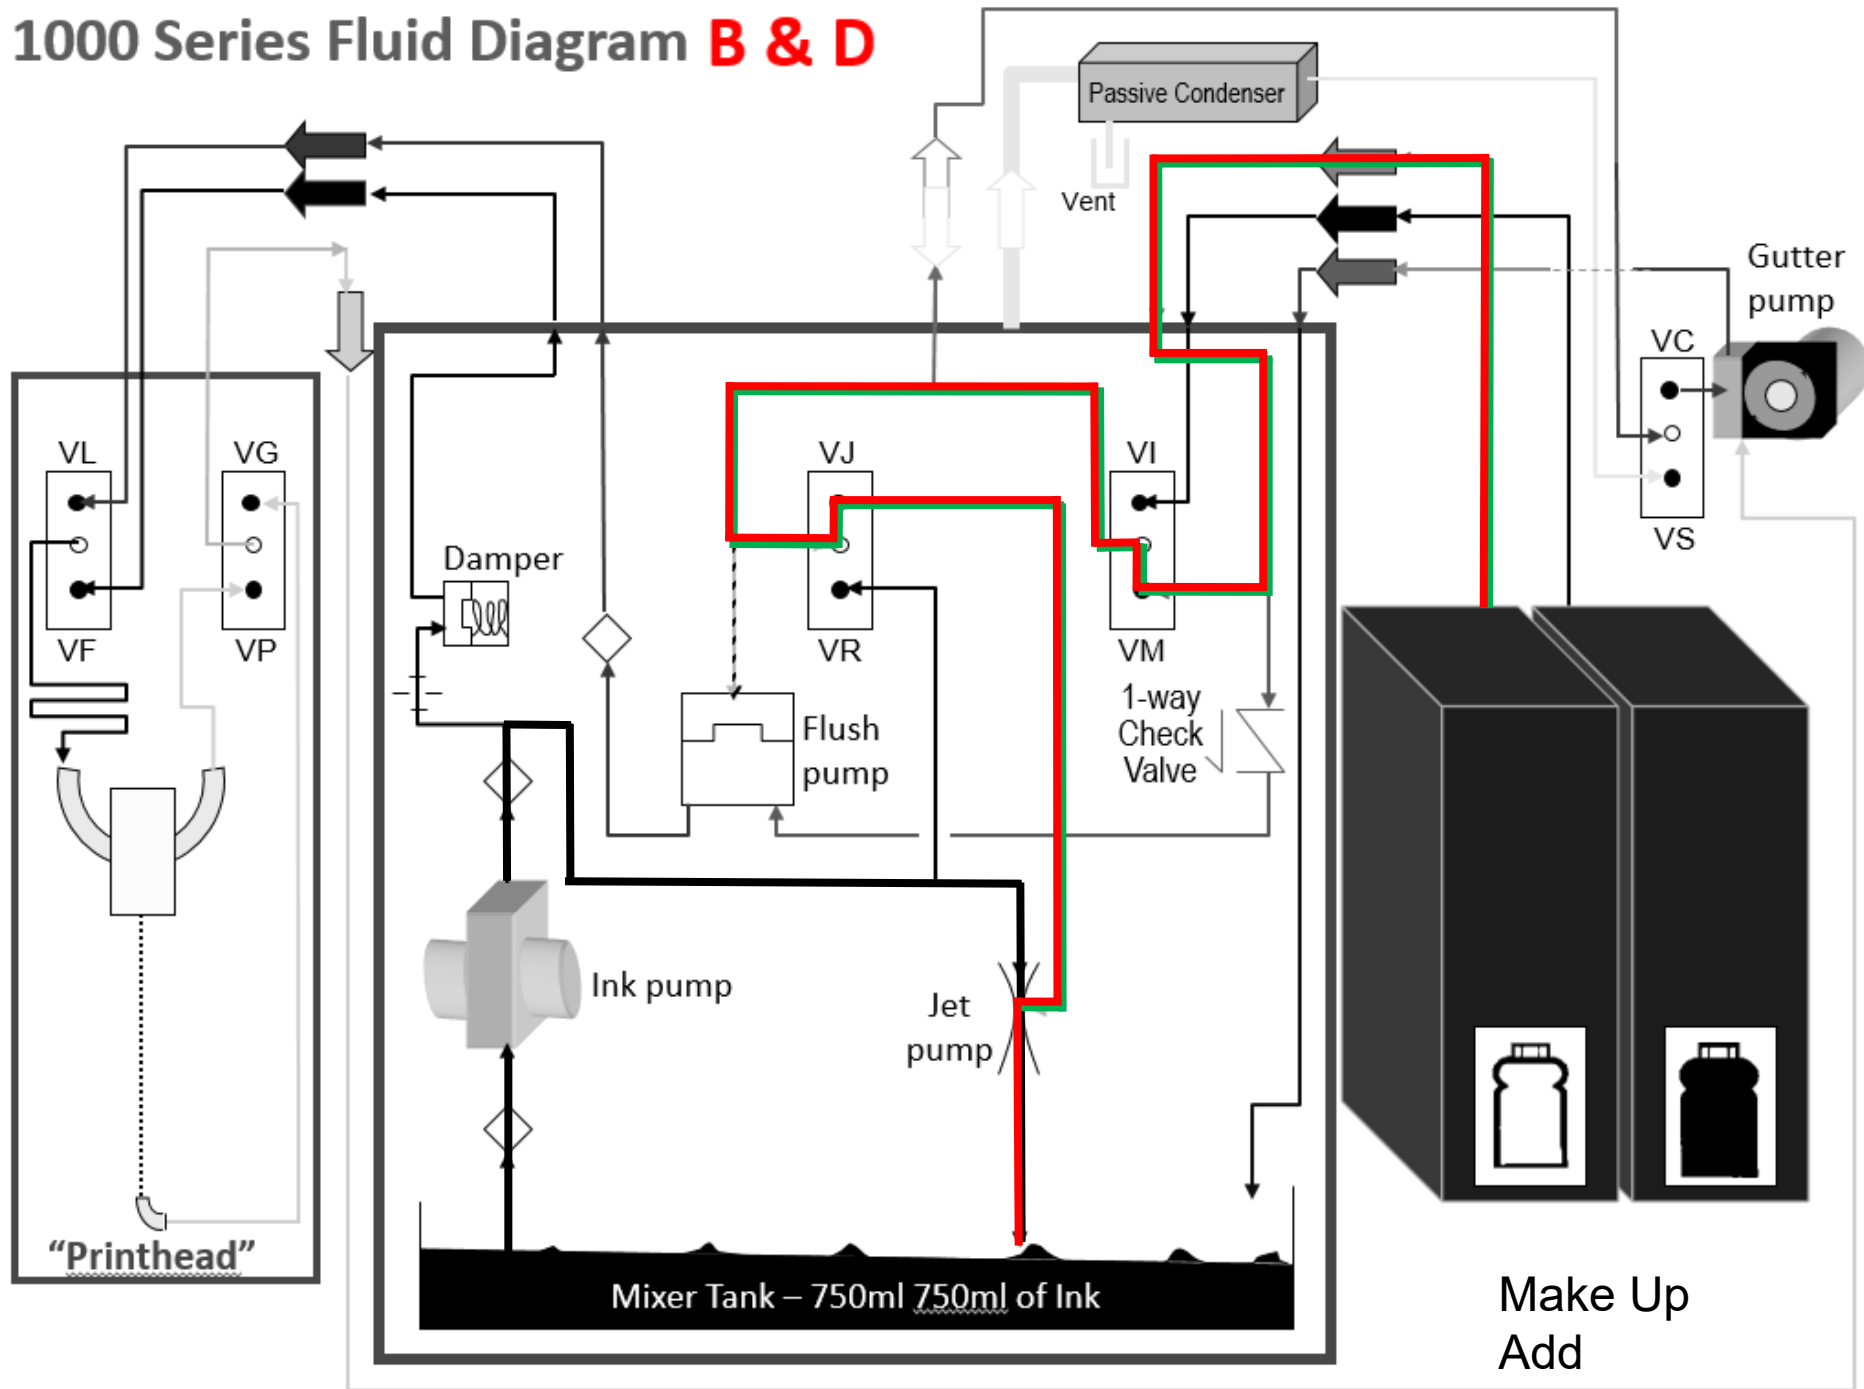 1000 Series Fluid Diagram B & D
Passive Condenser
Vent
Gutter
pump
VC
VS
VL
VG
VF
VP
VJ
VI
VR
VM
Damper
1-way
Check
Valve
Flush
pump
Ink pump
Jet
pump
“Printhead”
Mixer Tank – 750ml 750ml of Ink
Make Up
Add